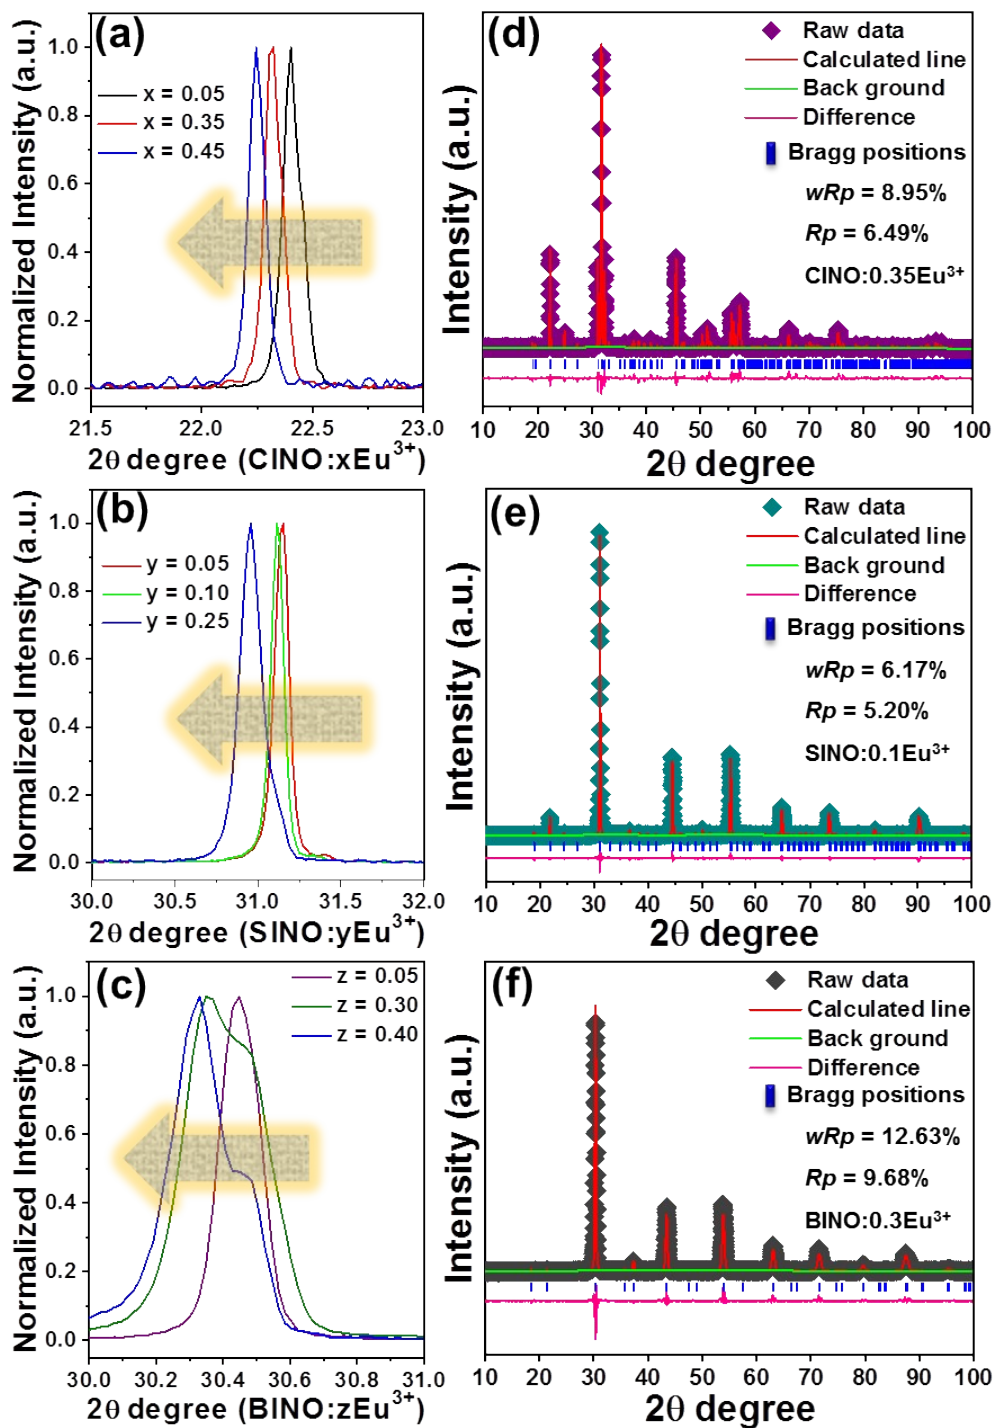 (a)
Normalized Intensity (a.u.)
1.0
0.8
0.6
0.4
0.2
0.0
x = 0.05
x = 0.35
x = 0.45
21.5 22.0 22.5 23.0
2θ degree (CINO:xEu³⁺)
(d)
Intensity (a.u.)
Raw data
Calculated line
Back ground
Difference
Bragg positions
wRp = 8.95%
Rp = 6.49%
CINO:0.35Eu³⁺
10 20 30 40 50 60 70 80 90 100
2θ degree
(b)
Normalized Intensity (a.u.)
1.0
0.8
0.6
0.4
0.2
0.0
y = 0.05
y = 0.10
y = 0.25
30.0 30.5 31.0 31.5 32.0
2θ degree (SINO:yEu³⁺)
(e)
Intensity (a.u.)
Raw data
Calculated line
Back ground
Difference
Bragg positions
wRp = 6.17%
Rp = 5.20%
SINO:0.1Eu³⁺
10 20 30 40 50 60 70 80 90 100
2θ degree
(c)
Normalized Intensity (a.u.)
1.0
0.8
0.6
0.4
0.2
0.0
z = 0.05
z = 0.30
z = 0.40
30.0 30.2 30.4 30.6 30.8 31.0
2θ degree (BINO:zEu³⁺)
(f)
Intensity (a.u.)
Raw data
Calculated line
Back ground
Difference
Bragg positions
wRp = 12.63%
Rp = 9.68%
BINO:0.3Eu³⁺
10 20 30 40 50 60 70 80 90 100
2θ degree